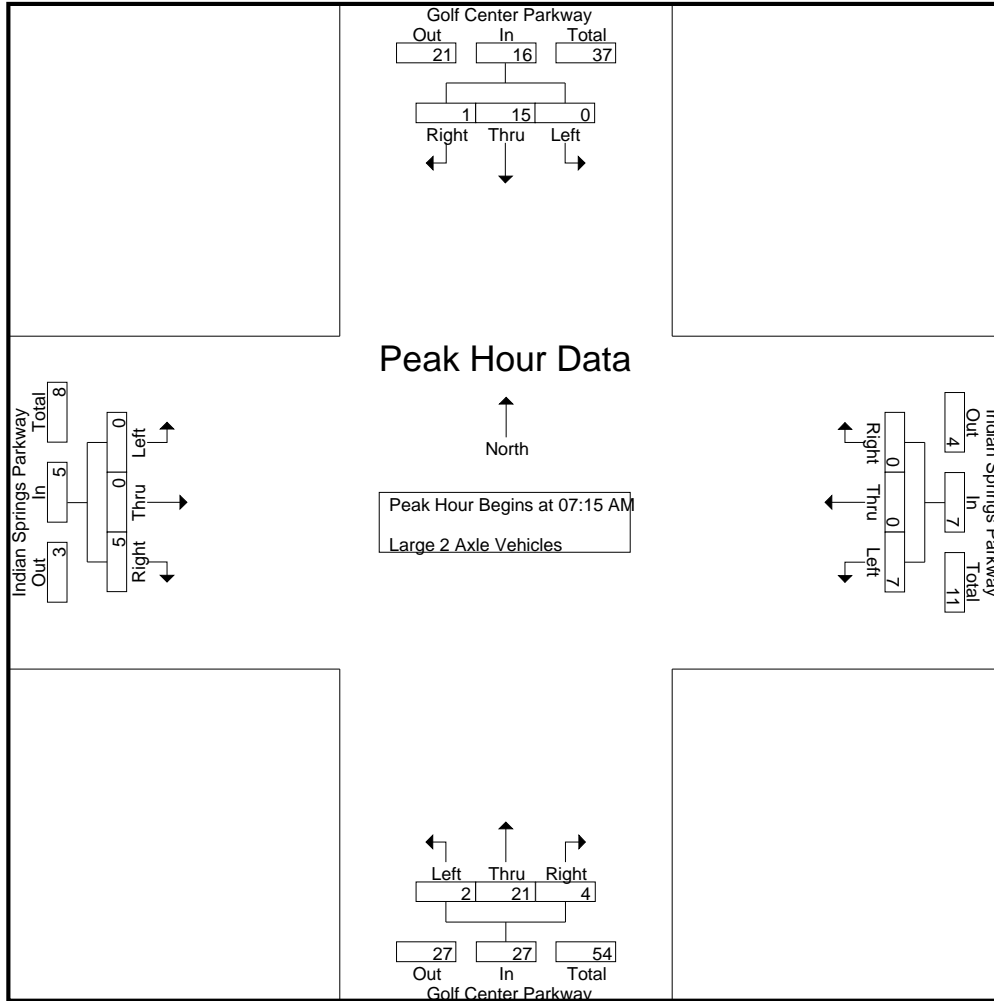 Golf Center Parkway
Out In Total
21 16 37
1 15 0
Right Thru Left
Peak Hour Data
North
Peak Hour Begins at 07:15 AM
Large 2 Axle Vehicles
Indian Springs Parkway
Total In Out
8 5 3
0 0 5
Left Thru Right
Right Thru Left
0 0 7
Out In Total
4 7 11
Indian Springs Parkway
Left Thru Right
2 21 4
27 27 54
Out In Total
Golf Center Parkway